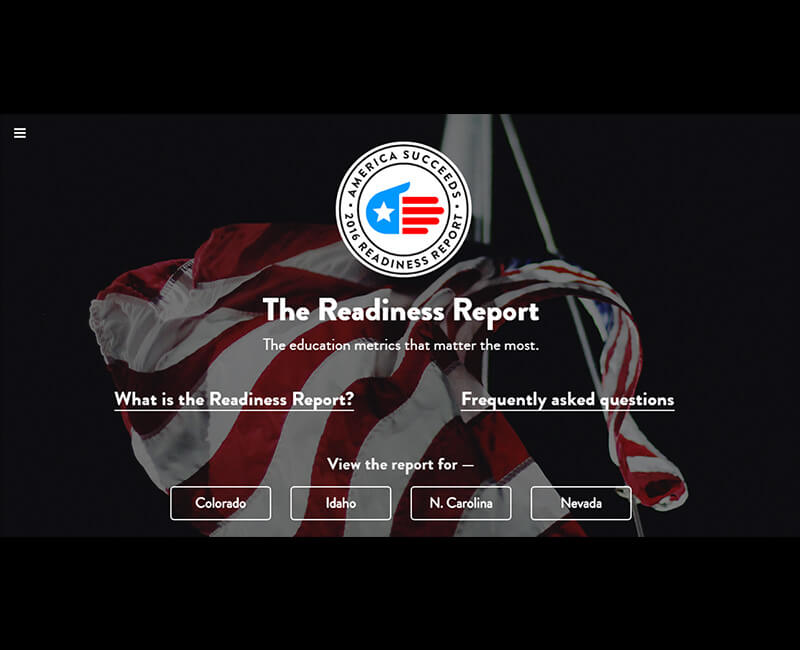 AMERICA SUCCEEDS
2016 READINESS REPORT
The Readiness Report
The education metrics that matter the most.
What is the Readiness Report?
Frequently asked questions
View the report for —
Colorado
Idaho
N. Carolina
Nevada